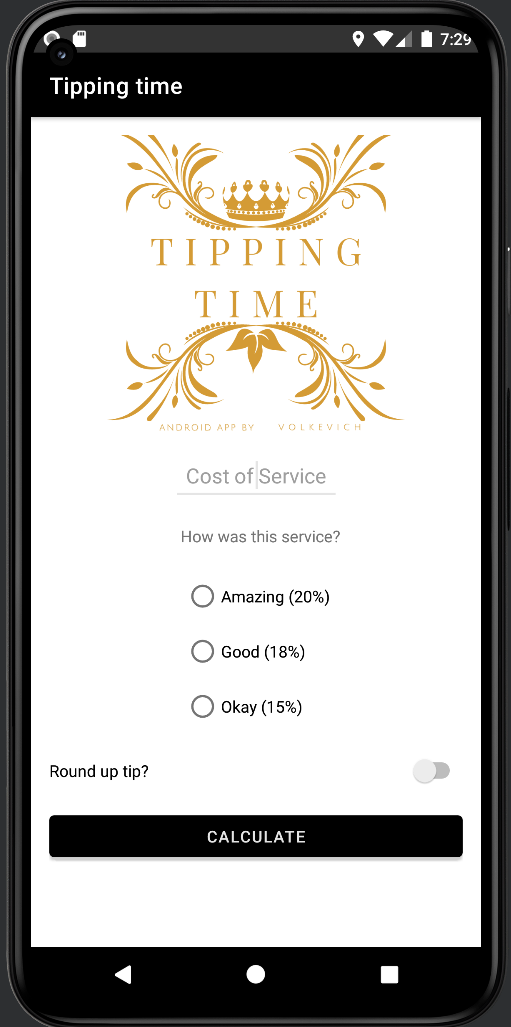 7:29
Tipping time
TIPPING
TIME
ANDROID APP BY VOLKEVICH
Cost of Service
How was this service?
Amazing (20%)
Good (18%)
Okay (15%)
Round up tip?
CALCULATE